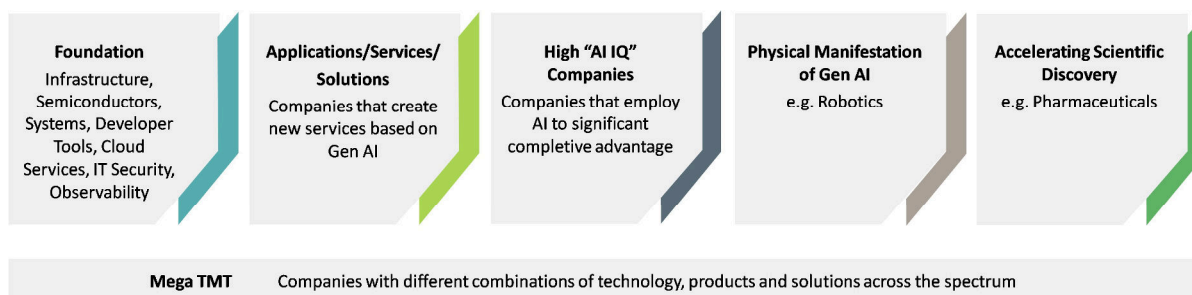 Foundation
Infrastructure,
Semiconductors,
Systems, Developer
Tools, Cloud
Services, IT Security,
Observability
Applications/Services/
Solutions
Companies that create
new services based on
Gen AI
High “AI IQ”
Companies
Companies that employ
AI to significant
completive advantage
Physical Manifestation
of Gen AI
e.g. Robotics
Accelerating Scientific
Discovery
e.g. Pharmaceuticals
Mega TMT Companies with different combinations of technology, products and solutions across the spectrum